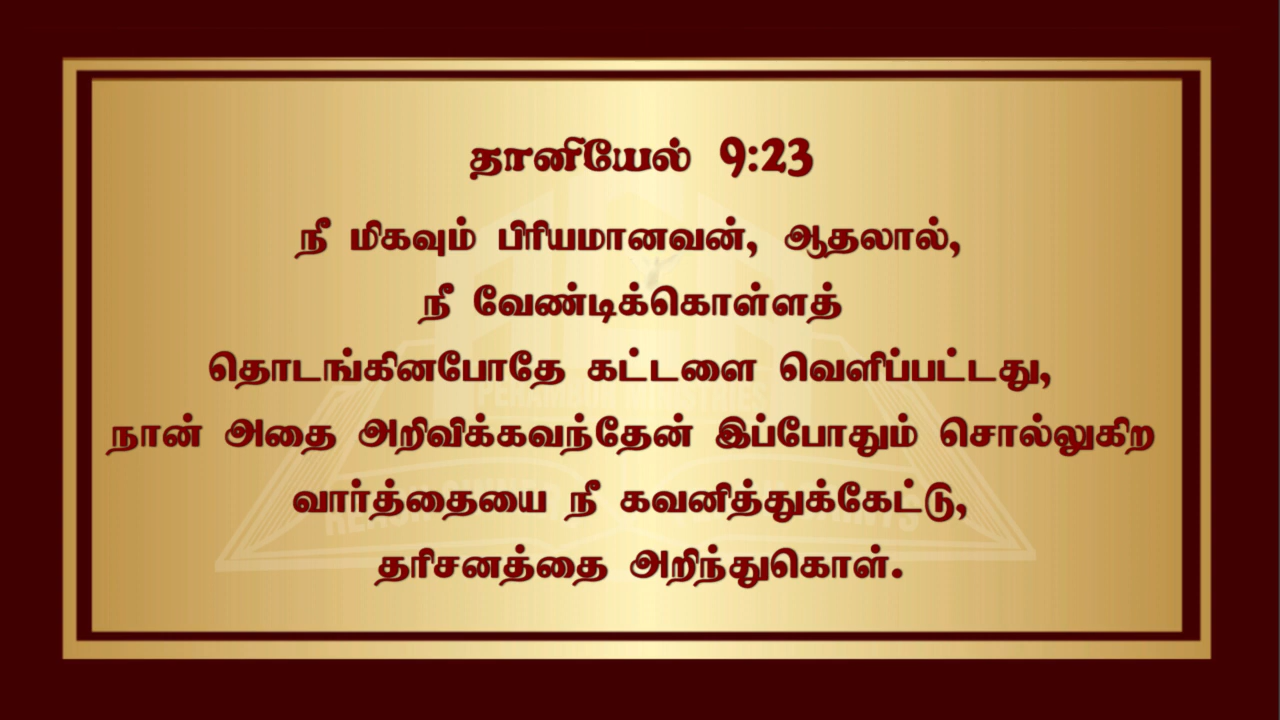 தானியேல் 9:23
நீ மிகவும் பிரியமானவன், ஆதலால்,
நீ வேண்டிக்கொள்ளத்
தொடங்கினபோதே கட்டளை வெளிப்பட்டது,
நான் அதை அறிவிக்கவந்தேன் இப்போதும் சொல்லுகிற
வார்த்தையை நீ கவனித்துக்கேட்டு,
தரிசனத்தை அறிந்துகொள்.